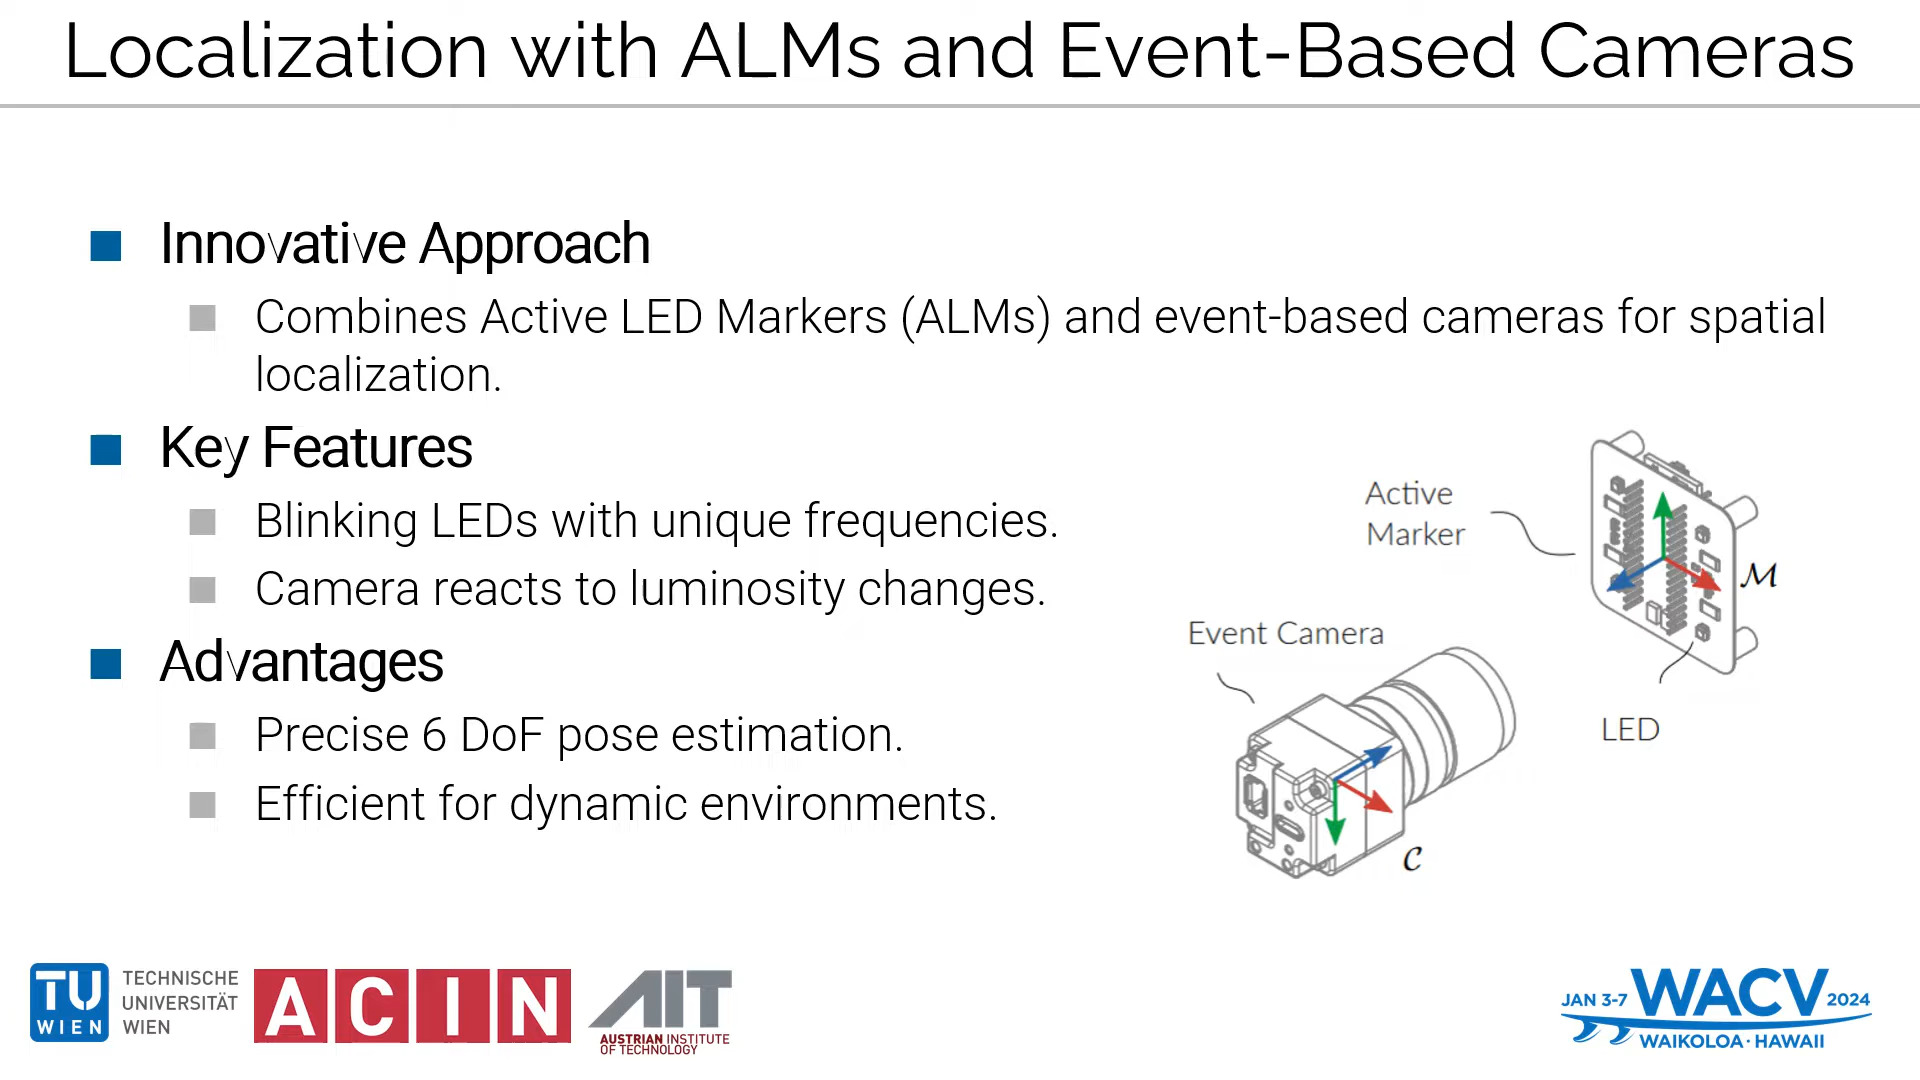 Localization with ALMs and Event-Based Cameras
Innovative Approach
Combines Active LED Markers (ALMs) and event-based cameras for spatial
localization.
Key Features
Blinking LEDs with unique frequencies.
Camera reacts to luminosity changes.
Advantages
Precise 6 DoF pose estimation.
Efficient for dynamic environments.
Active
Marker
M
Event Camera
LED
C
TU
WIEN
TECHNISCHE
UNIVERSITÄT
WIEN
ACIN
AIT
AUSTRIAN INSTITUTE
OF TECHNOLOGY
JAN 3-7 WACV 2024
WAIKOLOA · HAWAII